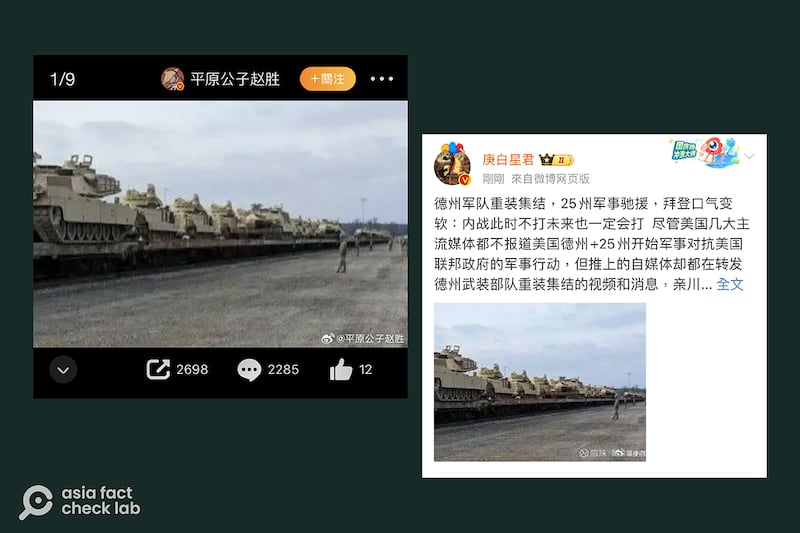 1/9
平原公子赵胜
+關注
@平原公子赵胜
2698
2285
12
庚白星君
II
刚刚 來自微博网页版
德州军队重装集结，25州军事驰援，拜登口气变
软：内战此时不打未来也一定会打 尽管美国几大主
流媒体都不报道美国德州+25州开始军事对抗美国
联邦政府的军事行动，但推上的自媒体却都在转发
德州武装部队重装集结的视频和消息，亲川... 全文
asia fact
check lab